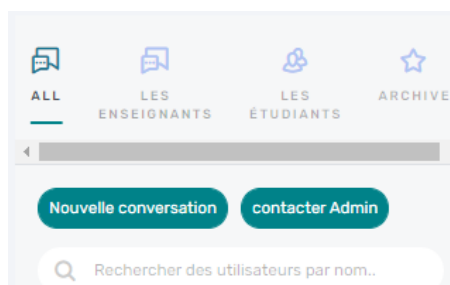 ALL LES LES ARCHIVE
ENSEIGNANTS ÉTUDIANTS
Nouvelle conversation contacter Admin
Rechercher des utilisateurs par nom..